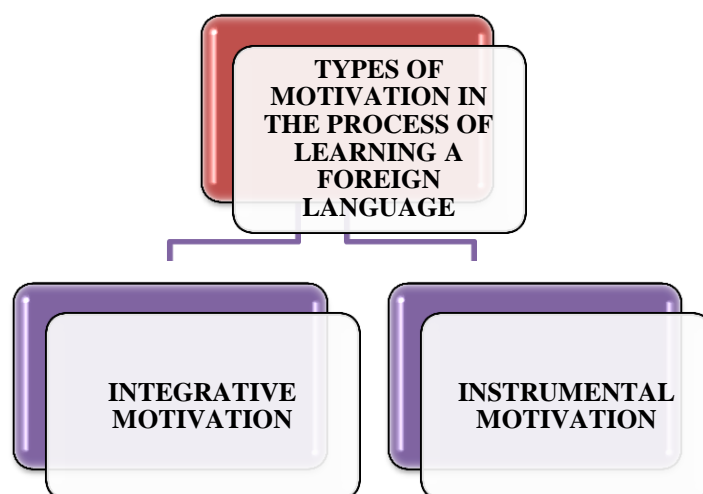 TYPES OF
MOTIVATION IN
THE PROCESS OF
LEARNING A
FOREIGN
LANGUAGE
INTEGRATIVE
MOTIVATION
INSTRUMENTAL
MOTIVATION